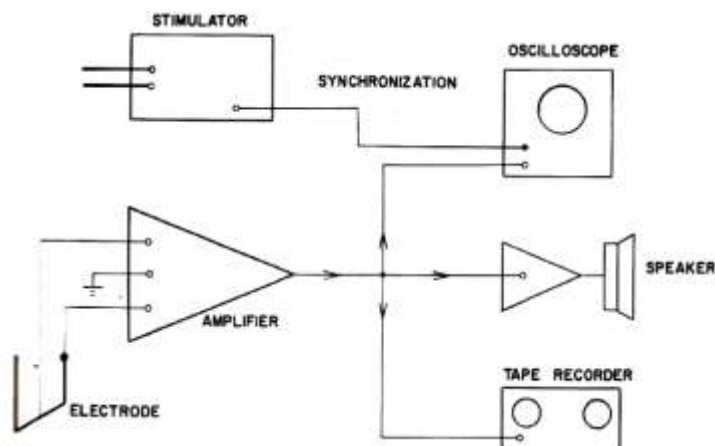 STIMULATOR
OSCILLOSCOPE
SYNCHRONIZATION
SPEAKER
AMPLIFIER
TAPE RECORDER
ELECTRODE